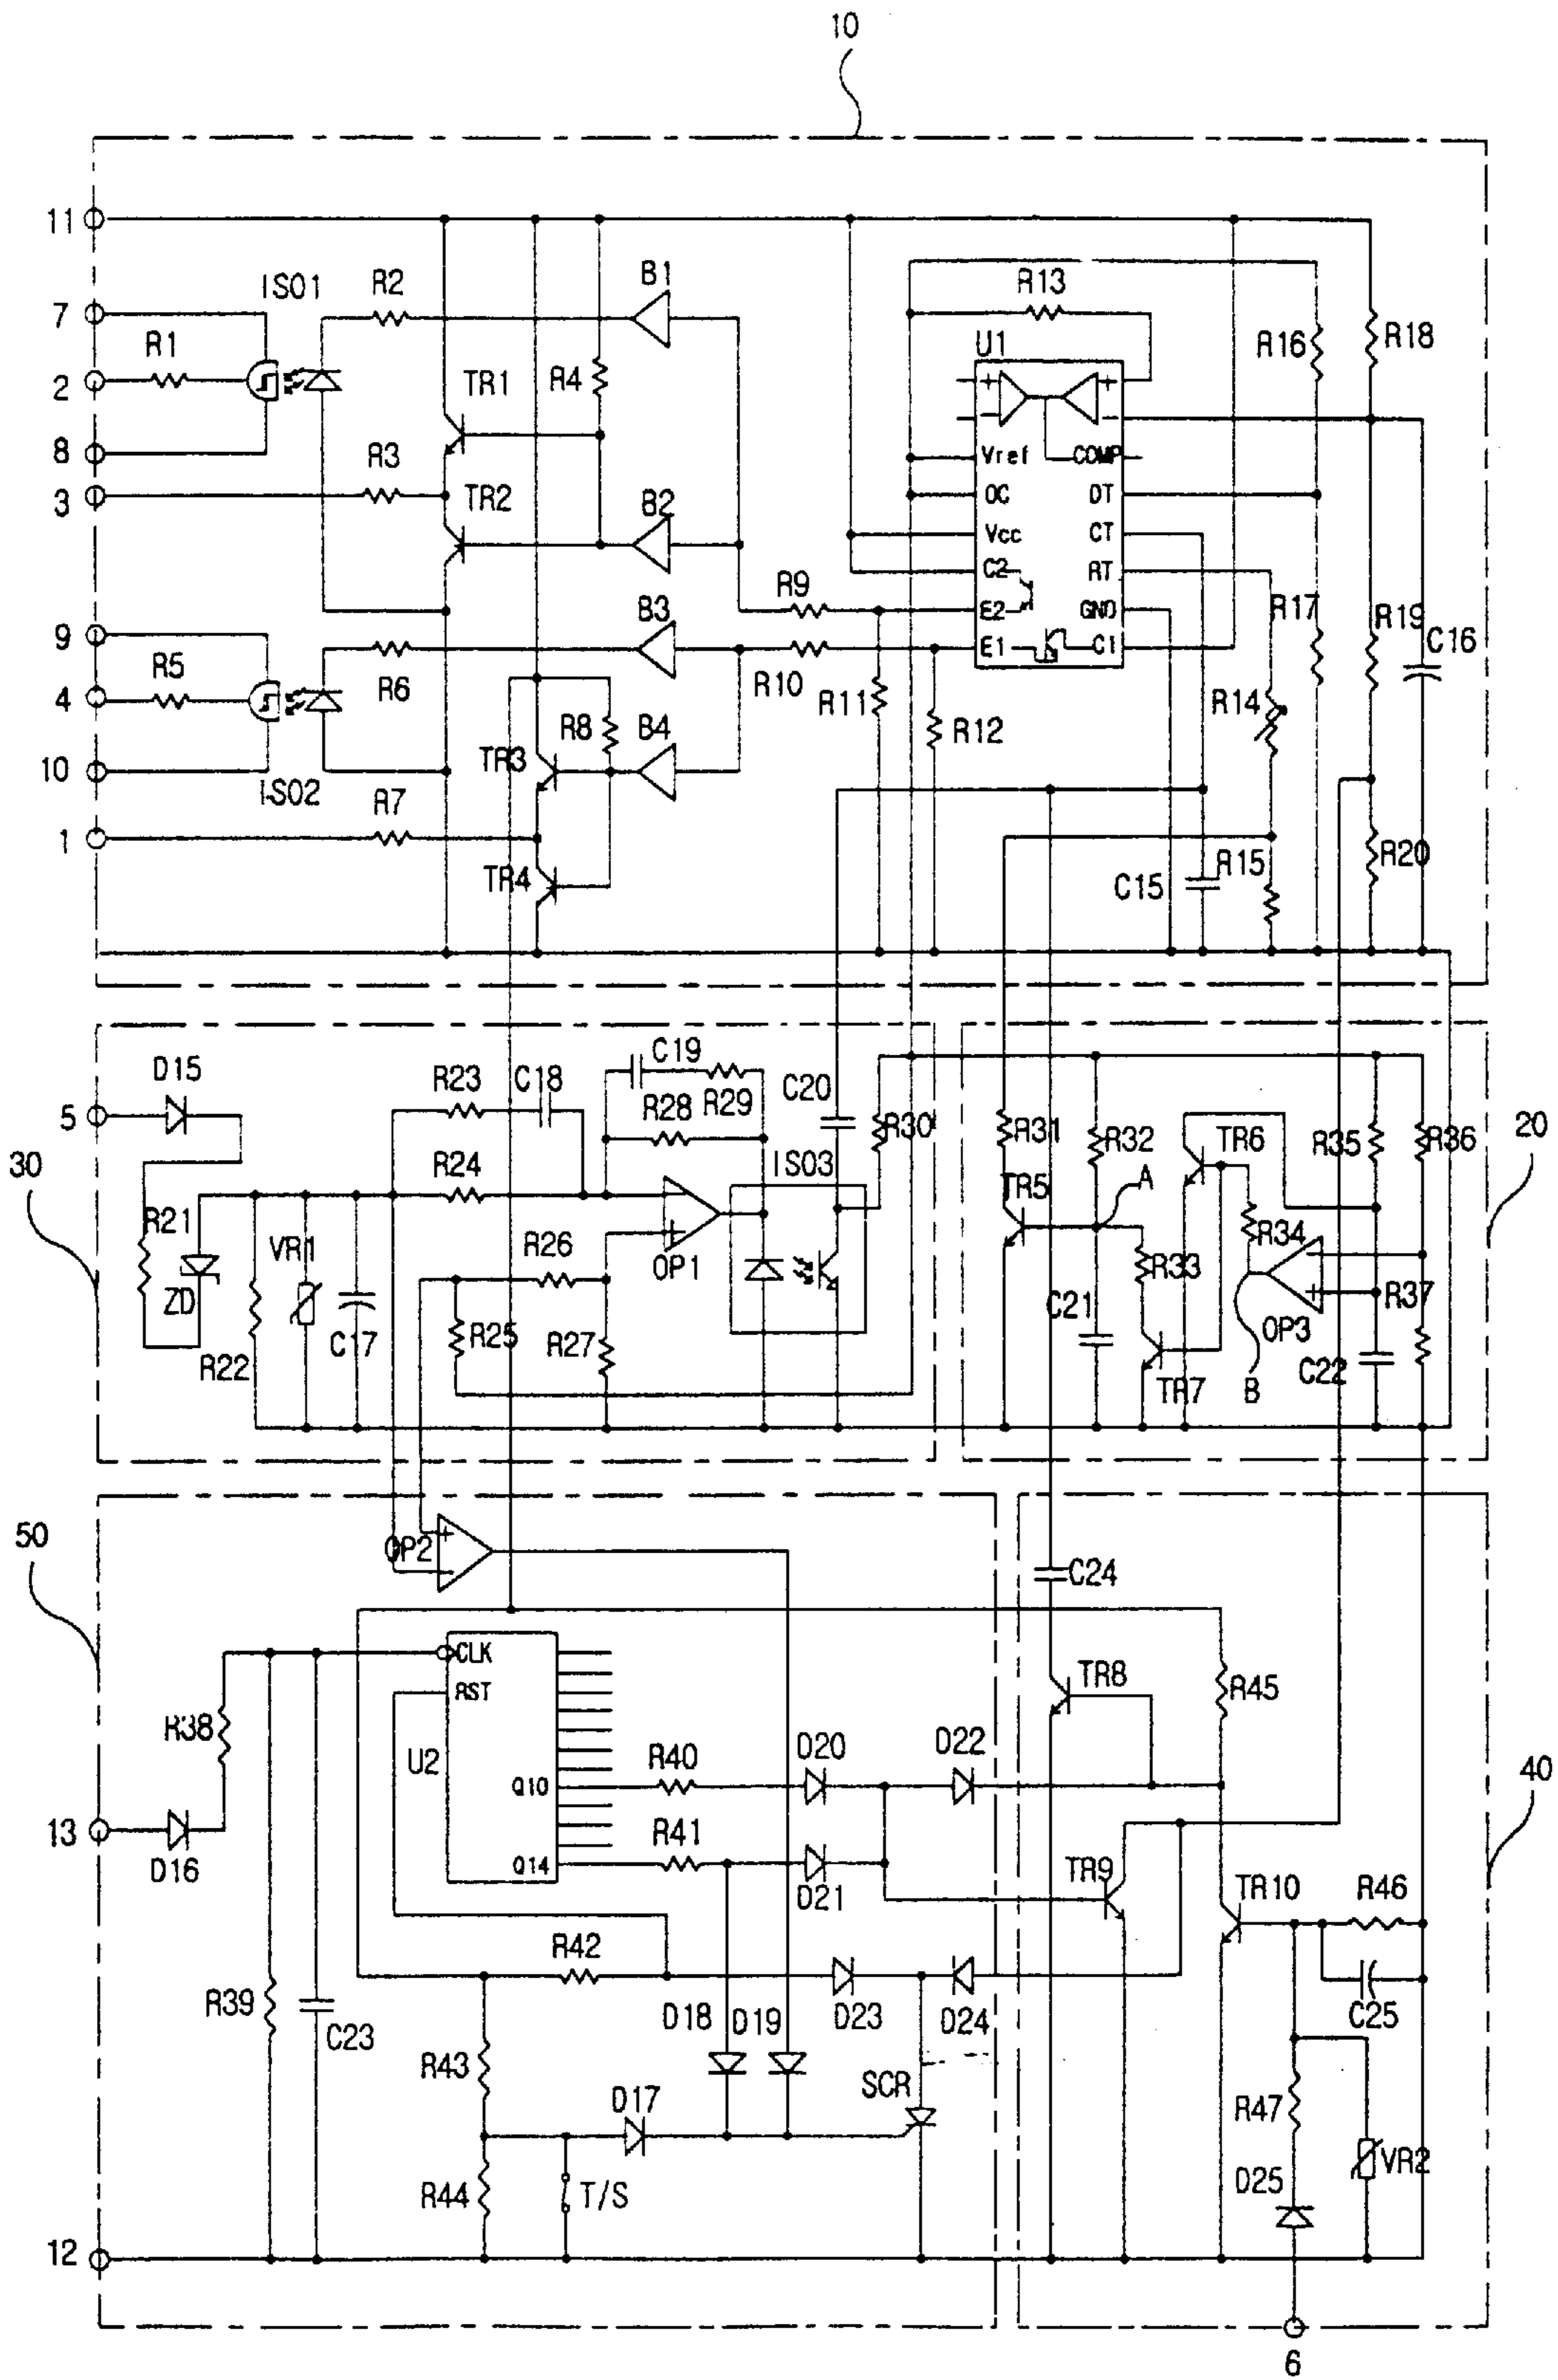 10
11
7
ISO1
R2
B1
R13
R1
2
TR1
R4
U1
+
+
-
-
R16
R18
8
R3
Vref
COMP
3
TR2
B2
OC
DT
Vcc
CT
C2
RT
R9
E2
GND
R17
R19
C16
9
B3
E1
C1
R5
R6
R10
4
R11
R14
R8
B4
R12
10
ISO2
TR3
R7
1
TR4
C15
R15
R20
D15
R23
C18
C19
R29
C20
5
R28
R30
R31
R32
TR6
R35
R36
20
30
R24
ISO3
TR5
A
R21
VR1
R26
-
+
OP1
R34
R33
-
+
ZD
R25
R27
C21
OP3
R37
R22
C17
TR7
B
C22
50
OP2
+
-
C24
CLK
RST
TR8
R45
R38
U2
R40
D20
D22
Q10
40
13
R41
D16
Q14
D21
TR9
TR10
R46
R42
R39
C23
D18
D19
D23
D24
C25
R43
SCR
D17
R47
R44
T/S
D25
VR2
12
6